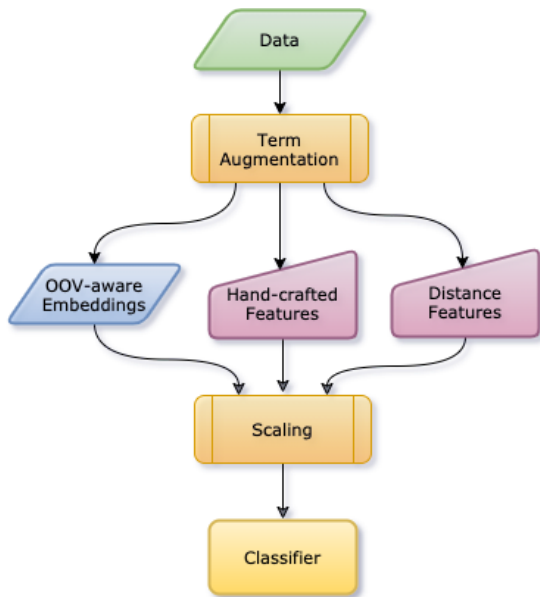 Data
Term
Augmentation
OOV-aware
Embeddings
Hand-crafted
Features
Distance
Features
Scaling
Classifier